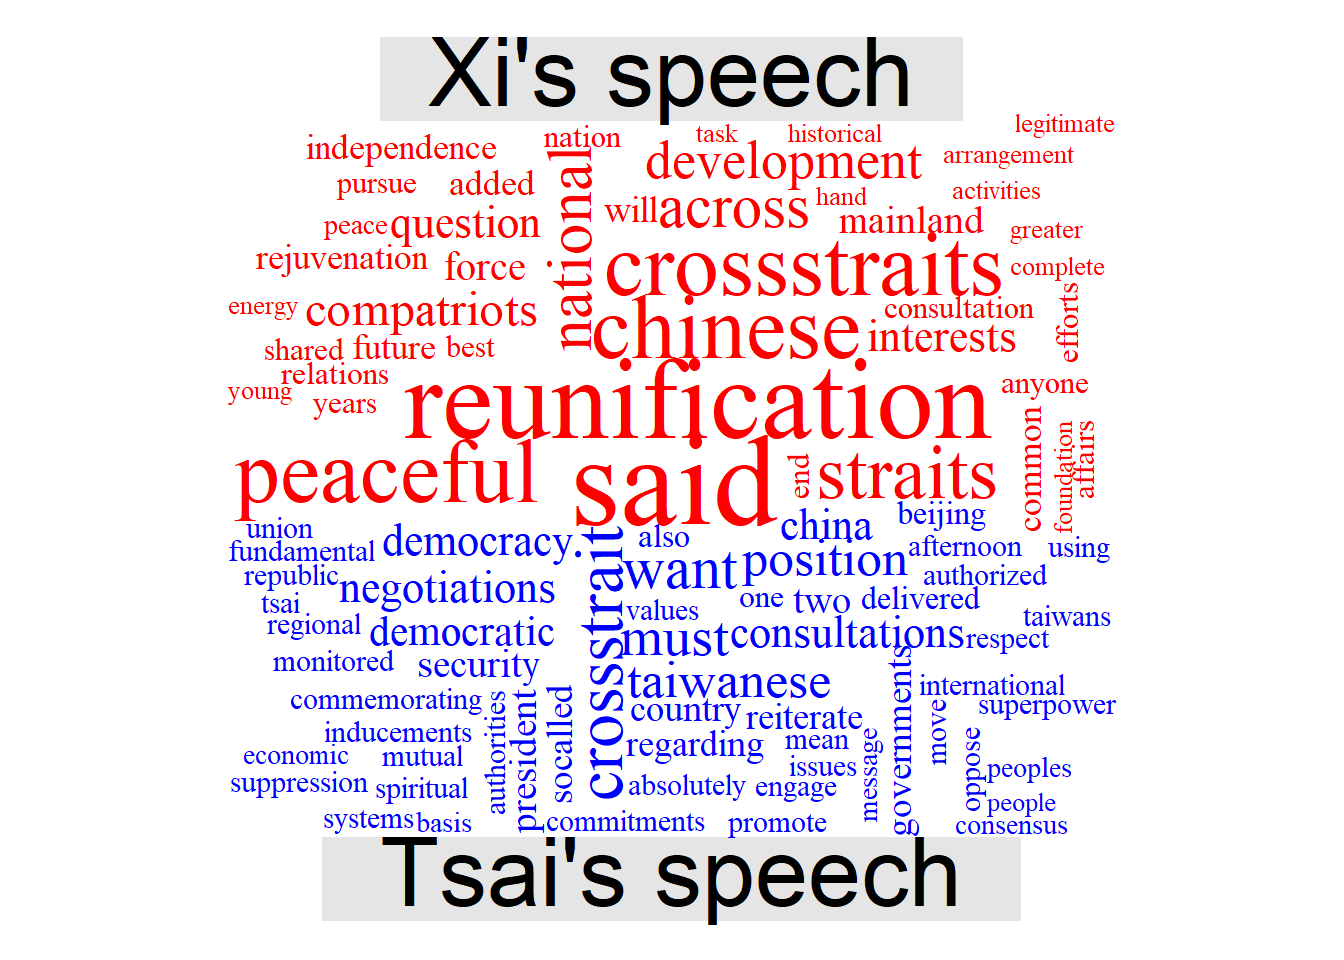 Xi's speech
legitimate
nation task historical
independence development arrangement
pursue added national activities
will across hand
peace question mainland greater
rejuvenation force . crossstraits complete
energy compatriots chinese consultation efforts
shared future best interests
relations
young years reunification anyone
common foundation affairs
peaceful said end straits
union china beijing
fundamental democracy. crossstrait also want position afternoon using
republic negotiations authorized
tsai values one two delivered taiwans
regional democratic must consultations respect
monitored security governments
commemorating taiwanese international
authorities president socalled country reiterate move superpower
inducements regarding mean message oppose
economic mutual issues peoples
suppression spiritual absolutely engage people
systems basis commitments promote consensus
Tsai's speech